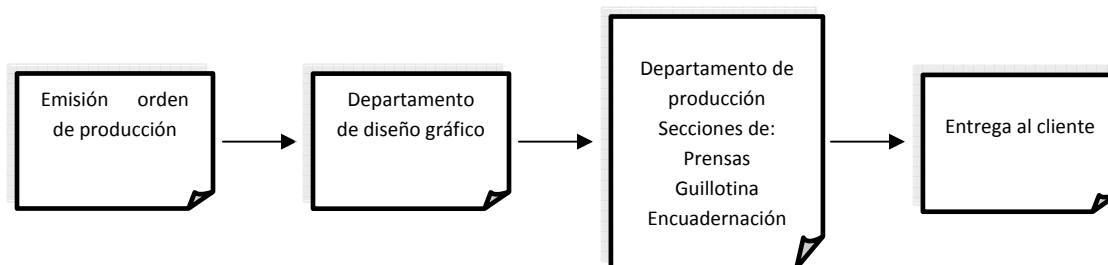 Emisión orden
de producción
Departamento
de diseño gráfico
Departamento de
producción
Secciones de:
Prensas
Guillotina
Encuadernación
Entrega al cliente